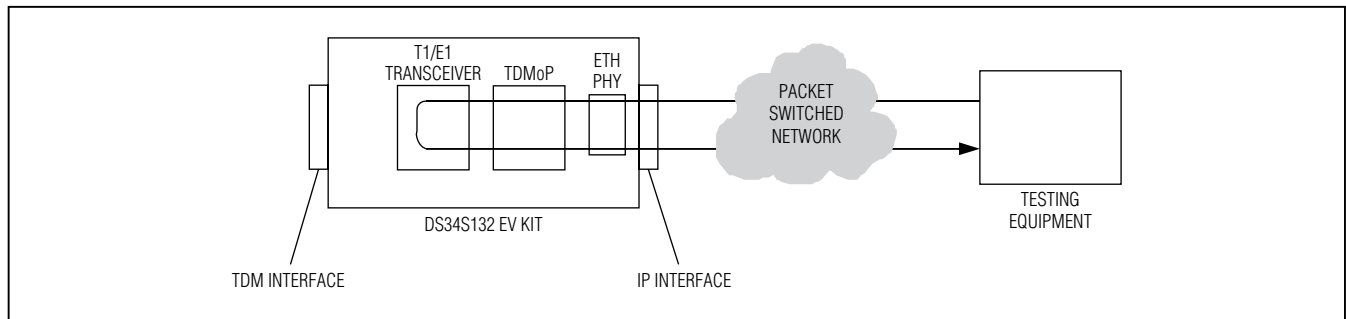 T1/E1
TRANSCEIVER
TDMoP
ETH
PHY
PACKET
SWITCHED
NETWORK
TESTING
EQUIPMENT
DS34S132 EV KIT
TDM INTERFACE
IP INTERFACE